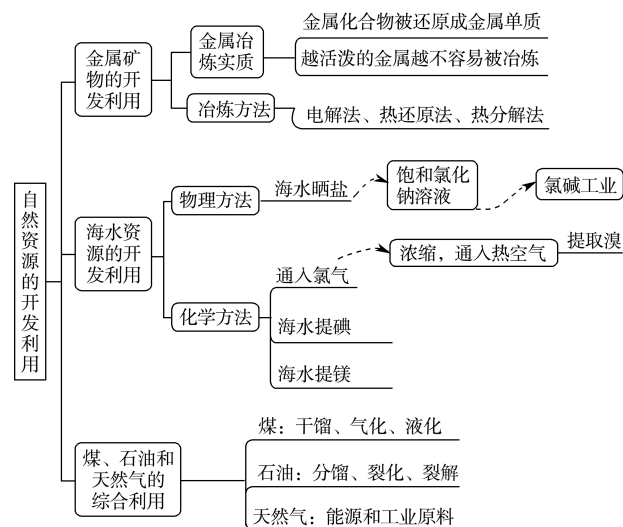 自然资源的开发利用
金属矿
物的开
发利用
金属冶
炼实质
金属化合物被还原成金属单质
越活泼的金属越不容易被冶炼
冶炼方法
电解法、热还原法、热分解法
海水资
源的开
发利用
物理方法
海水晒盐
饱和氯化
钠溶液
氯碱工业
化学方法
通入氯气
浓缩，通入热空气
提取溴
海水提碘
海水提镁
煤、石油和
天然气的
综合利用
煤：干馏、气化、液化
石油：分馏、裂化、裂解
天然气：能源和工业原料